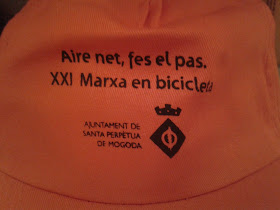 Aire net, fes el pas.
XXI Marxa en bicicleta
AJUNTAMENT DE
SANTA PERPÈTUA
DE MOGODA